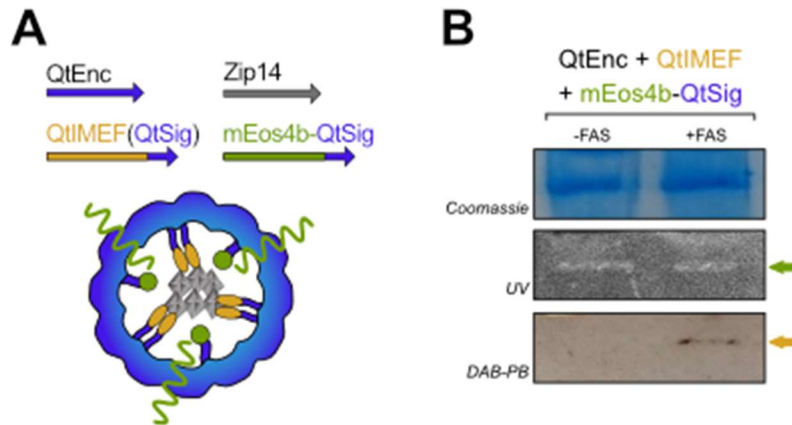 A
QtEnc
Zip14
QtIMEF(QtSig)
mEos4b-QtSig
B
QtEnc + QtIMEF
+ mEos4b-QtSig
-FAS
+FAS
Coomassie
UV
DAB-PB